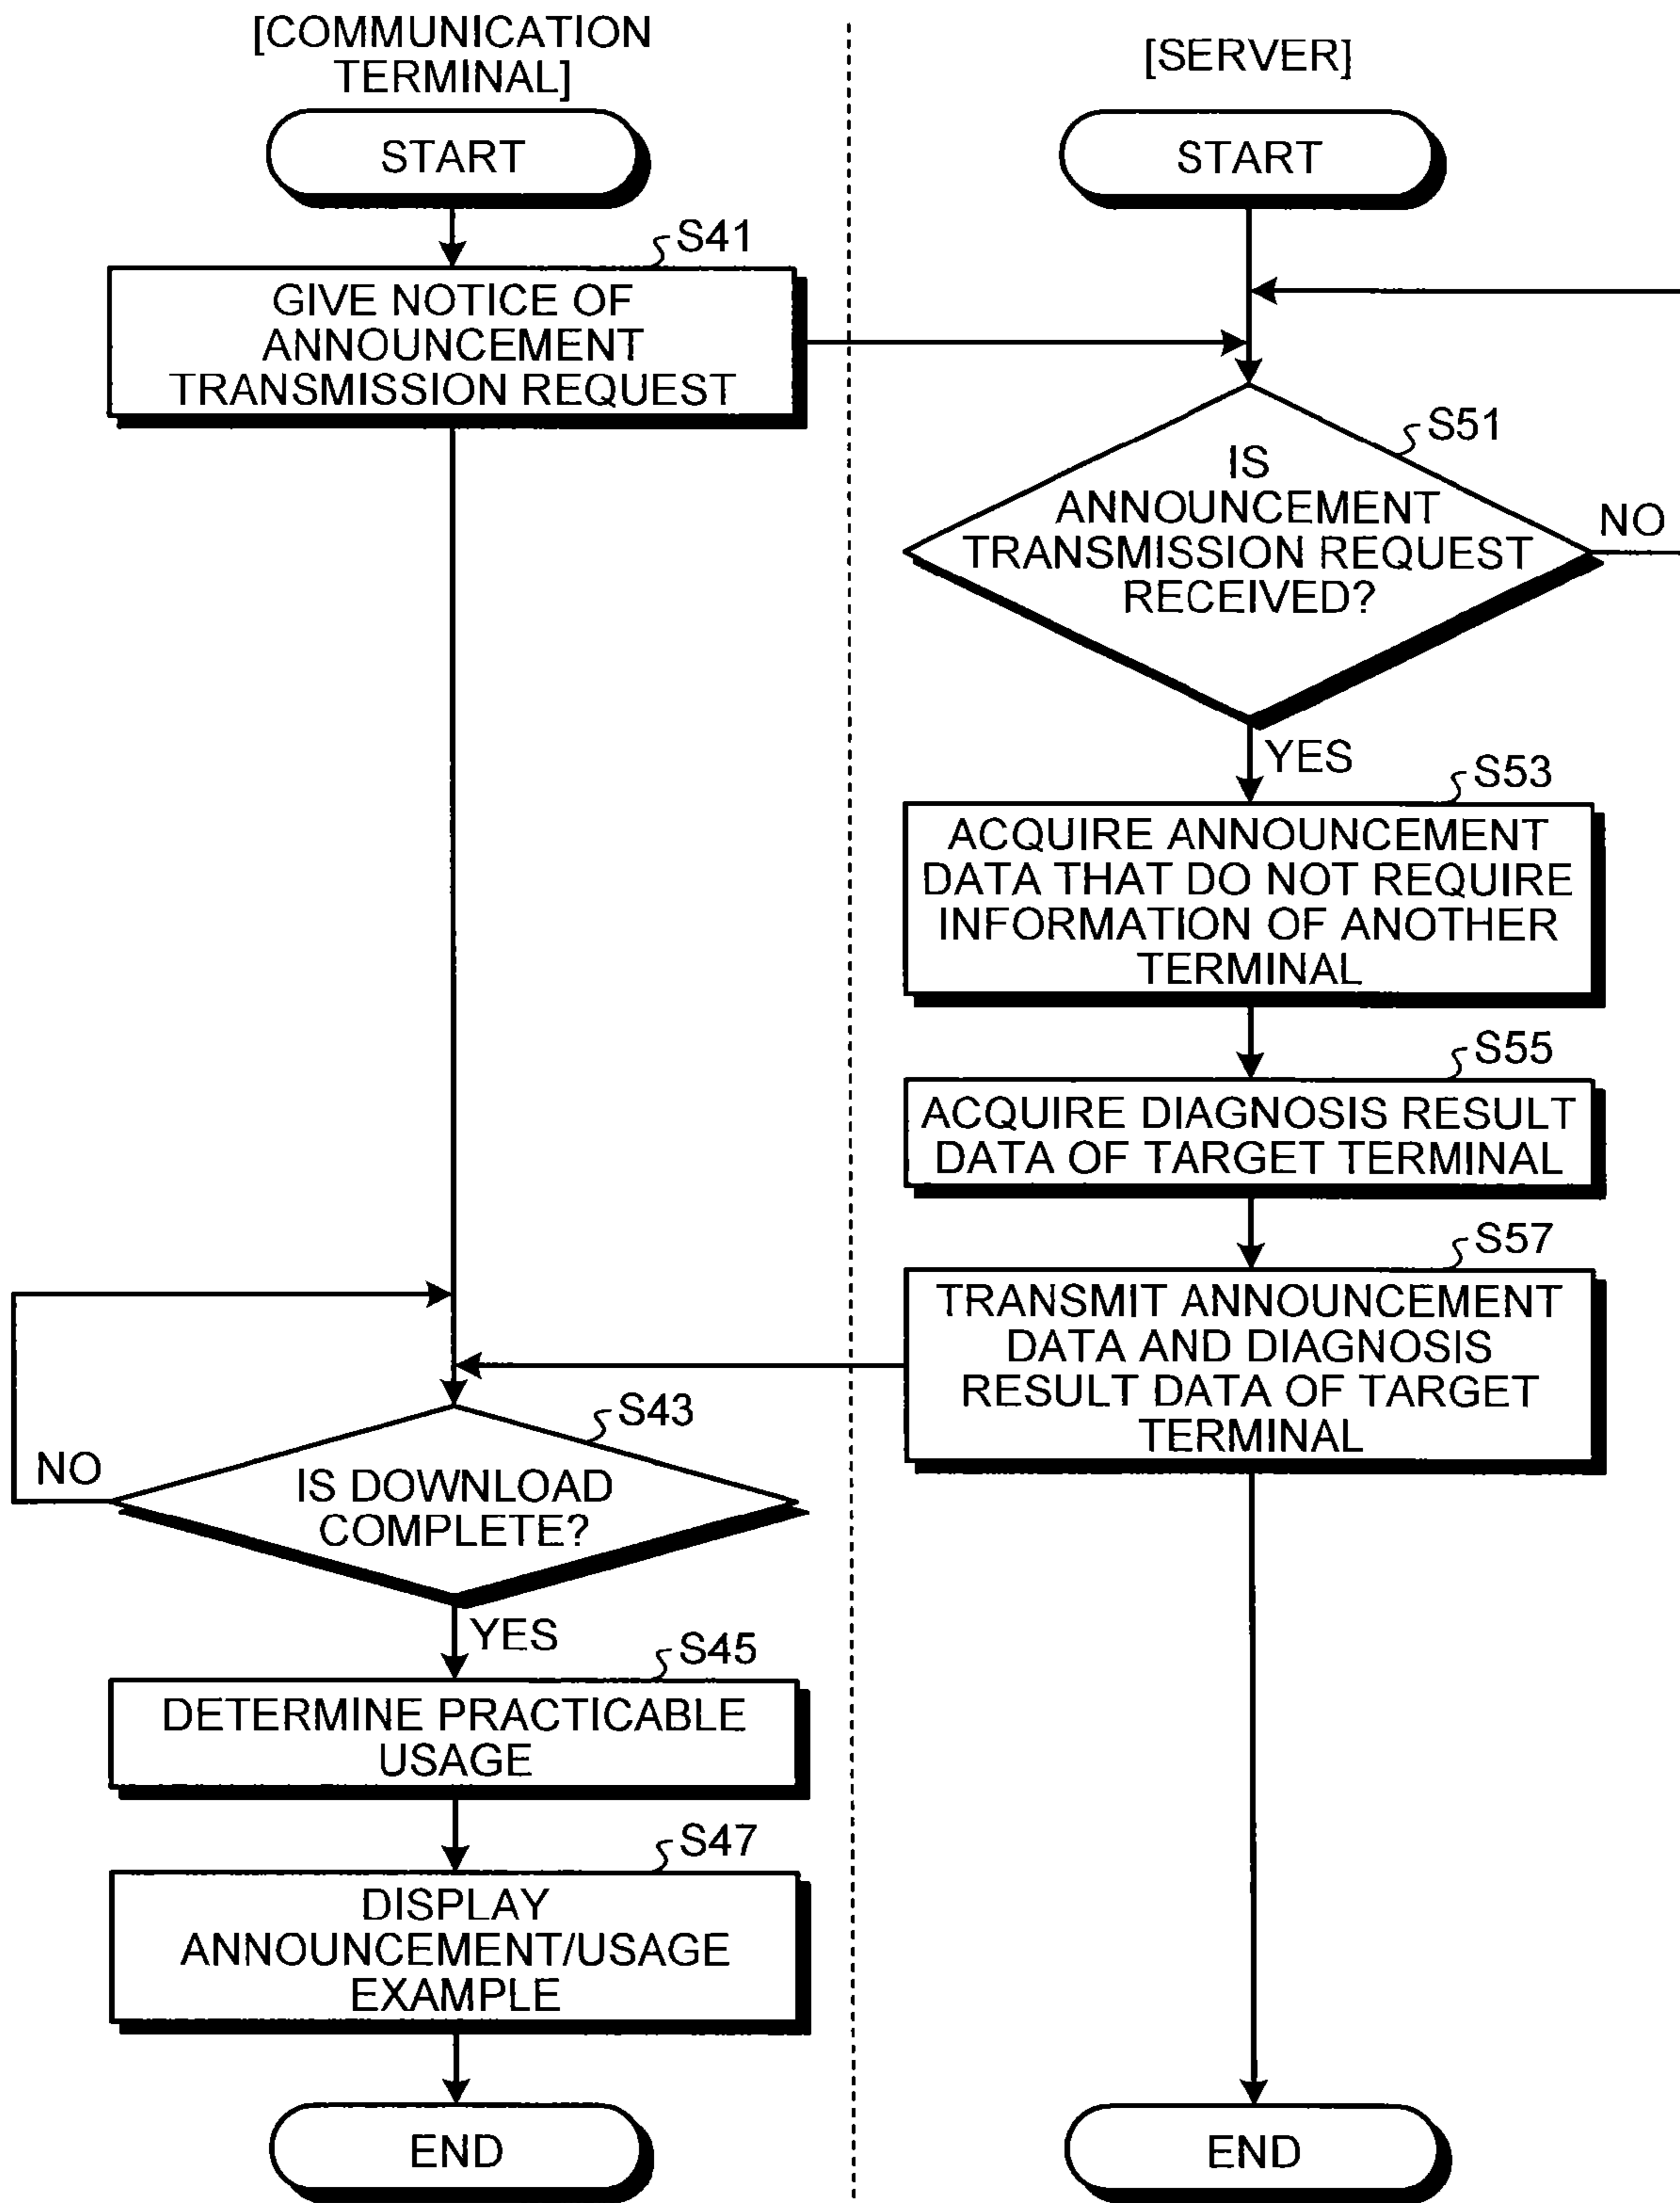 [COMMUNICATION
TERMINAL]
START
S41
GIVE NOTICE OF
ANNOUNCEMENT
TRANSMISSION REQUEST
S43
IS DOWNLOAD
COMPLETE?
NO
YES
S45
DETERMINE PRACTICABLE
USAGE
S47
DISPLAY
ANNOUNCEMENT/USAGE
EXAMPLE
END
[SERVER]
START
S51
IS
ANNOUNCEMENT
TRANSMISSION REQUEST
RECEIVED?
NO
YES
S53
ACQUIRE ANNOUNCEMENT
DATA THAT DO NOT REQUIRE
INFORMATION OF ANOTHER
TERMINAL
S55
ACQUIRE DIAGNOSIS RESULT
DATA OF TARGET TERMINAL
S57
TRANSMIT ANNOUNCEMENT
DATA AND DIAGNOSIS
RESULT DATA OF TARGET
TERMINAL
END